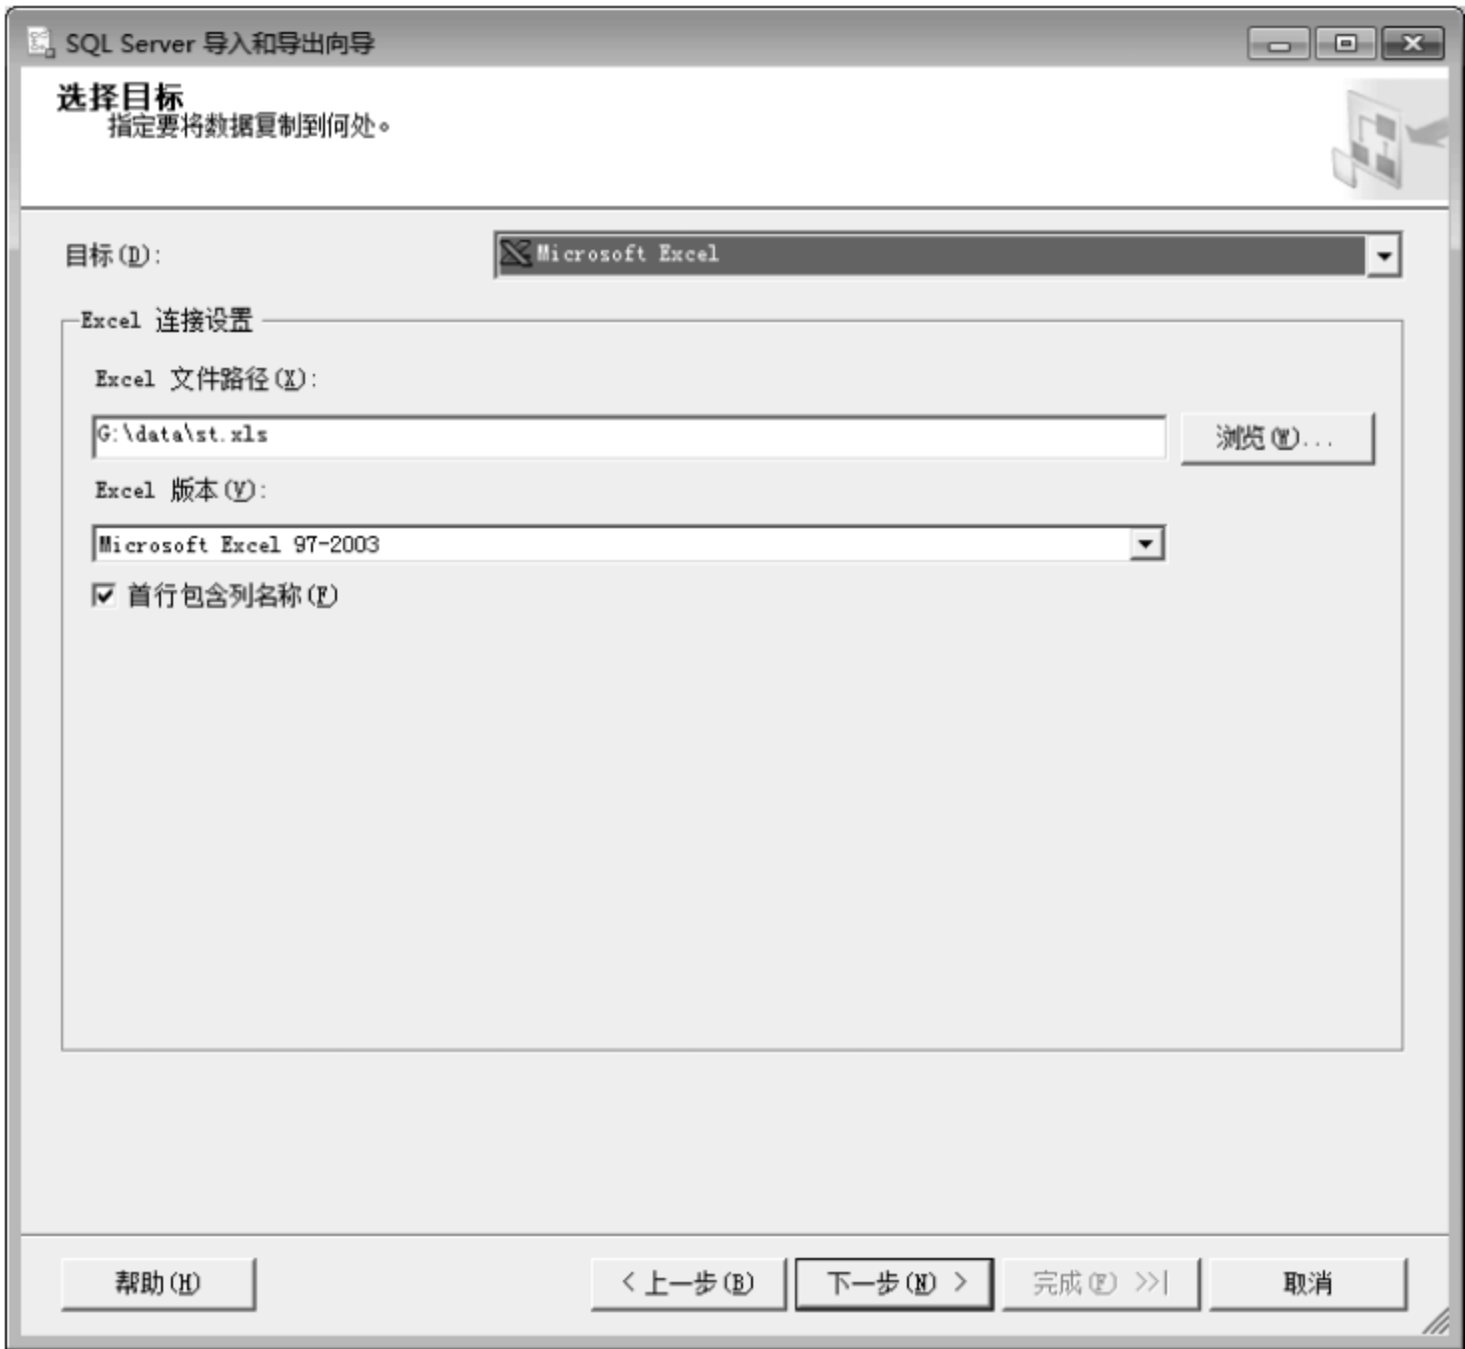 SQL Server 导入和导出向导
选择目标
指定要将数据复制到何处。
目标(D):
Microsoft Excel
Excel 连接设置
Excel 文件路径(X):
G:\data\st.xls
浏览(W)...
Excel 版本(V):
Microsoft Excel 97-2003
首行包含列名称(F)
帮助(H)
< 上一步(B)
下一步(N) >
完成(F) >>|
取消